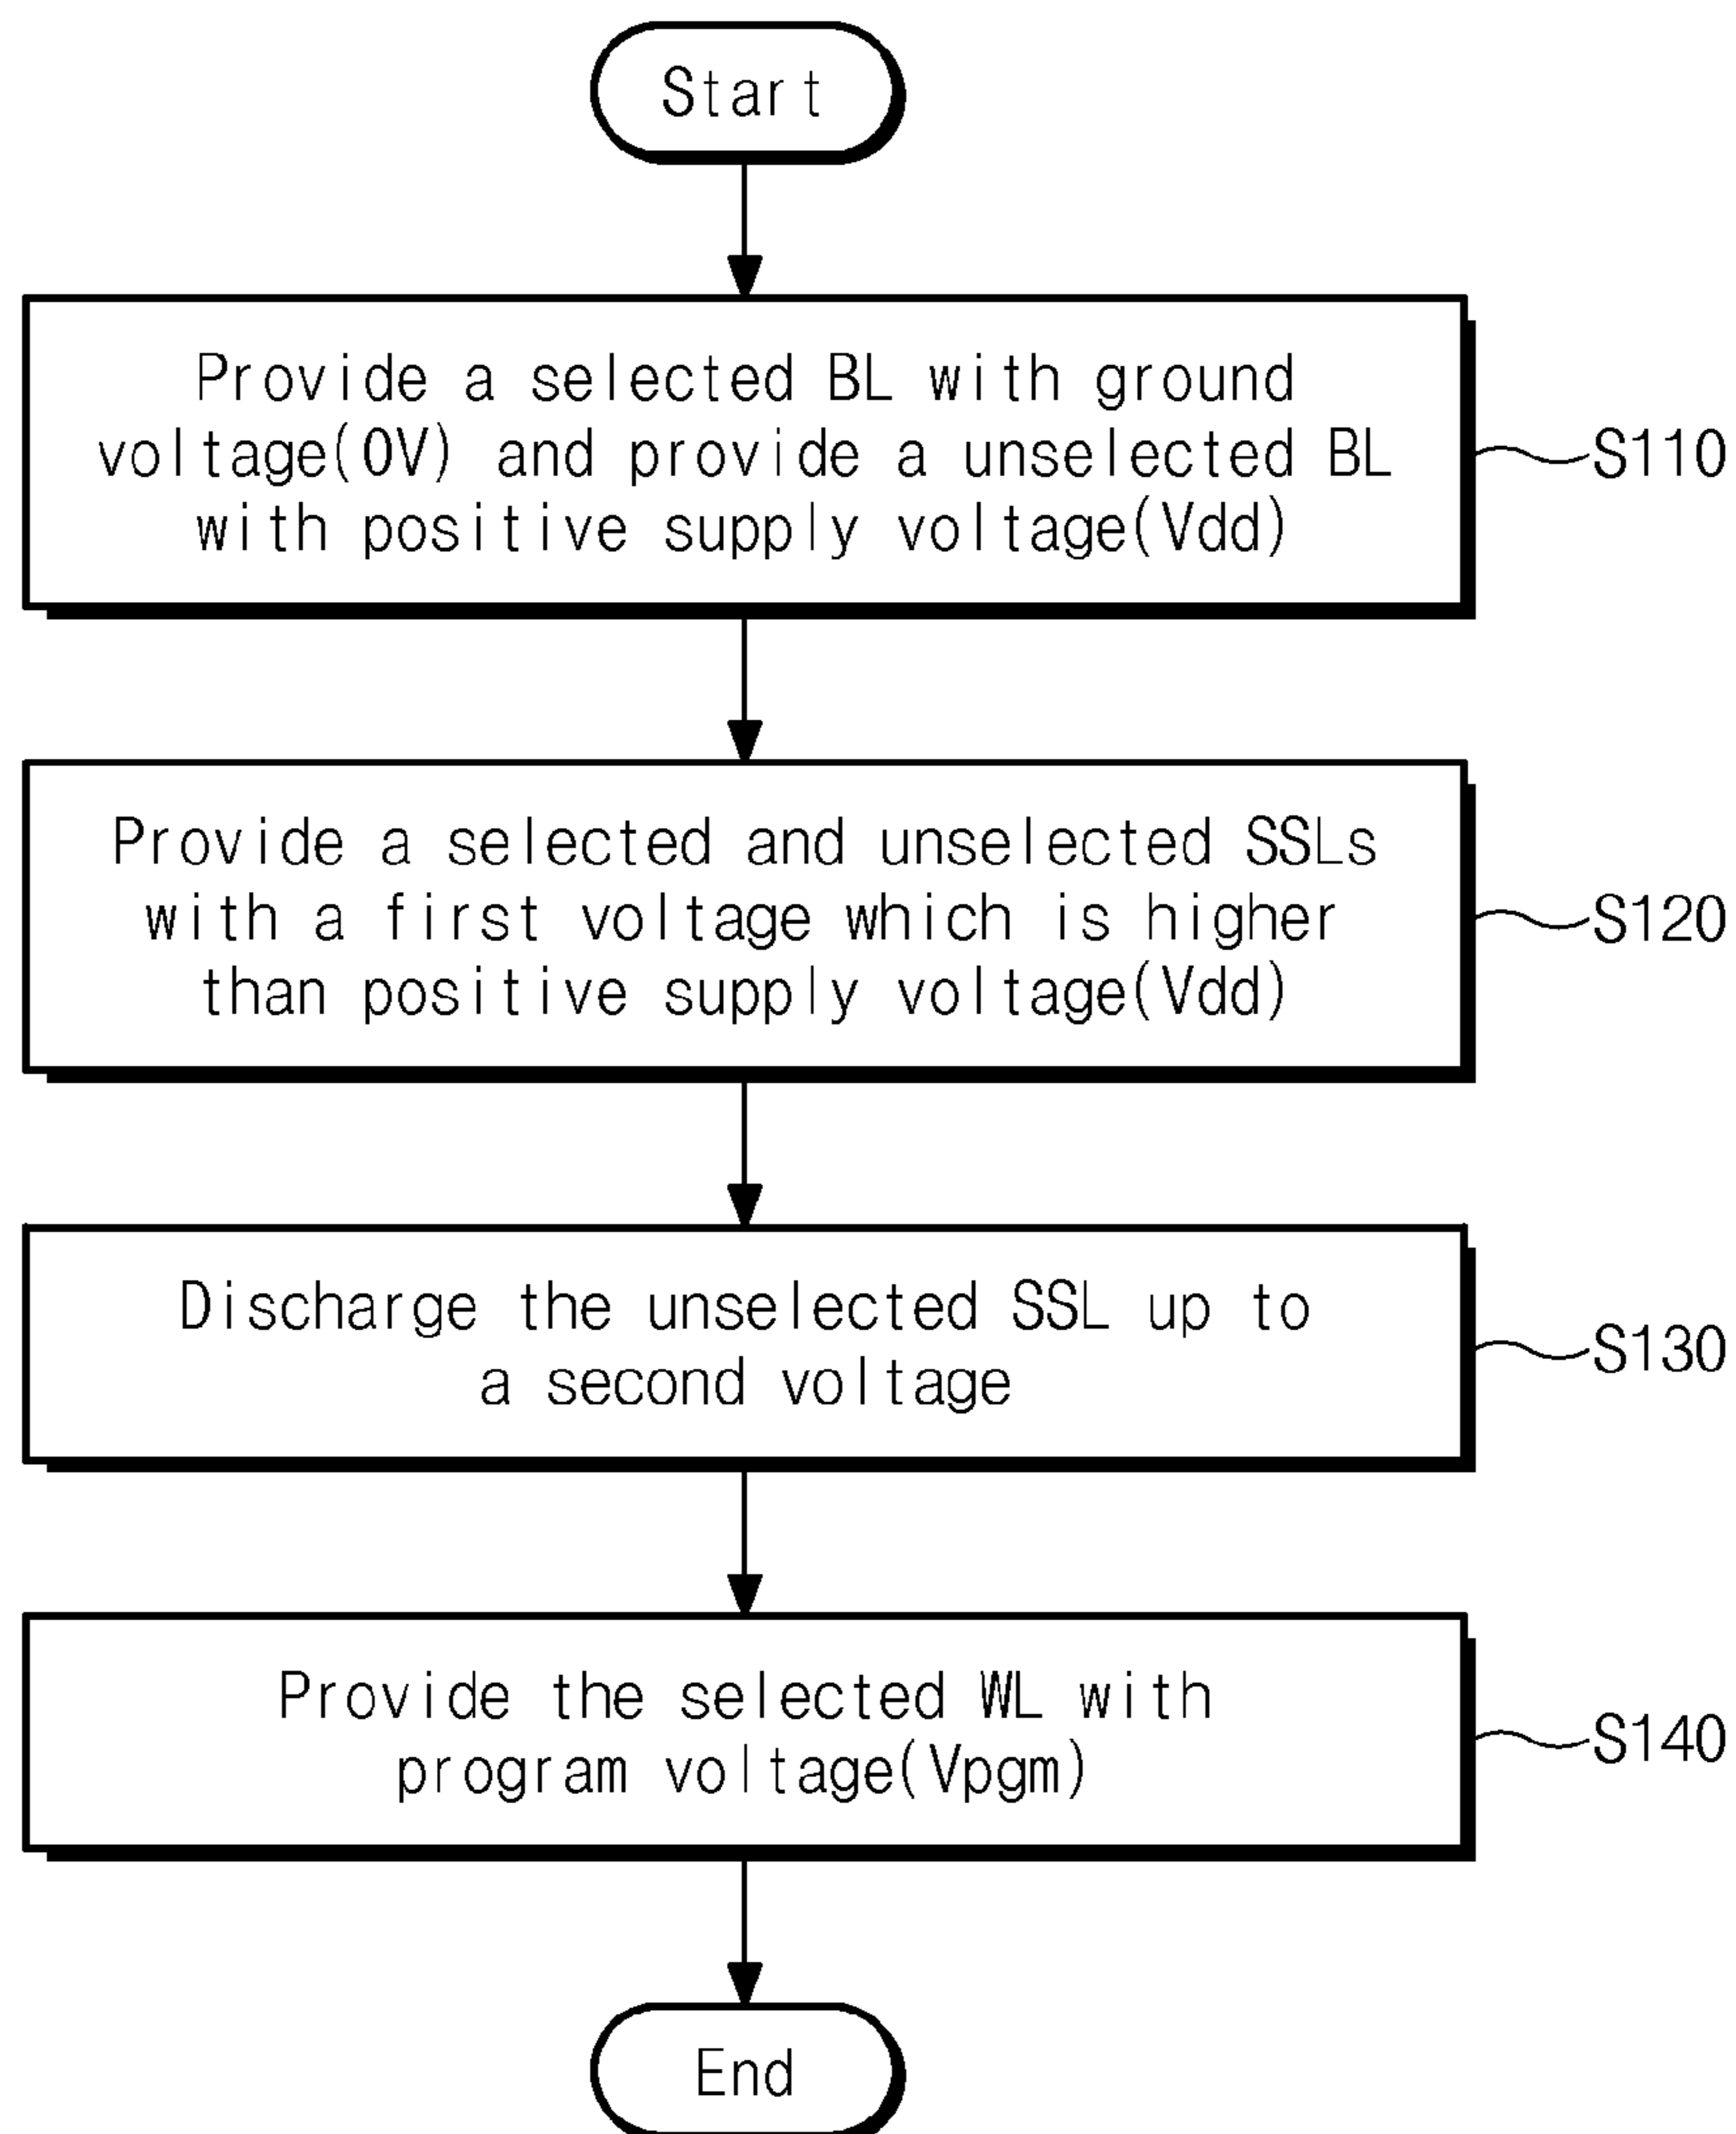 Start
Provide a selected BL with ground
voltage(0V) and provide a unselected BL
with positive supply voltage(Vdd)
S110
Provide a selected and unselected SSLs
with a first voltage which is higher
than positive supply voltage(Vdd)
S120
Discharge the unselected SSL up to
a second voltage
S130
Provide the selected WL with
program voltage(Vpgm)
S140
End